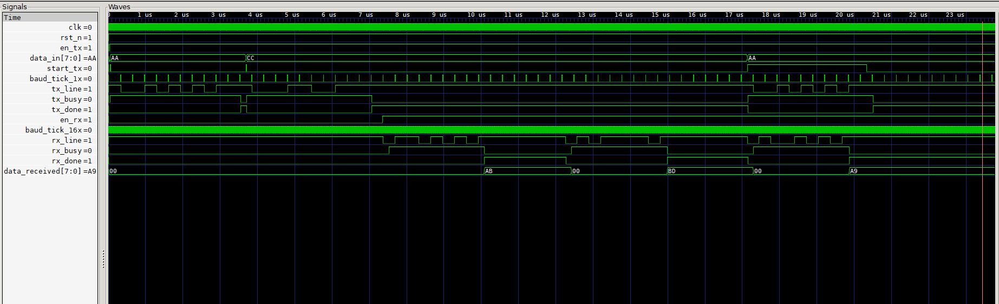 Signals
Waves
Time
0 1 us 2 us 3 us 4 us 5 us 6 us 7 us 8 us 9 us 10 us 11 us 12 us 13 us 14 us 15 us 16 us 17 us 18 us 19 us 20 us 21 us 22 us 23 us
clk=0
rst_n=1
en_tx=1
data_in[7:0]=AA AA CC AA
start_tx=0
baud_tick_1x=0
tx_line=1
tx_busy=0
tx_done=1
en_rx=1
baud_tick_16x=0
rx_line=1
rx_busy=0
rx_done=1
data_received[7:0]=A9 00 AB 00 BD 00 A9